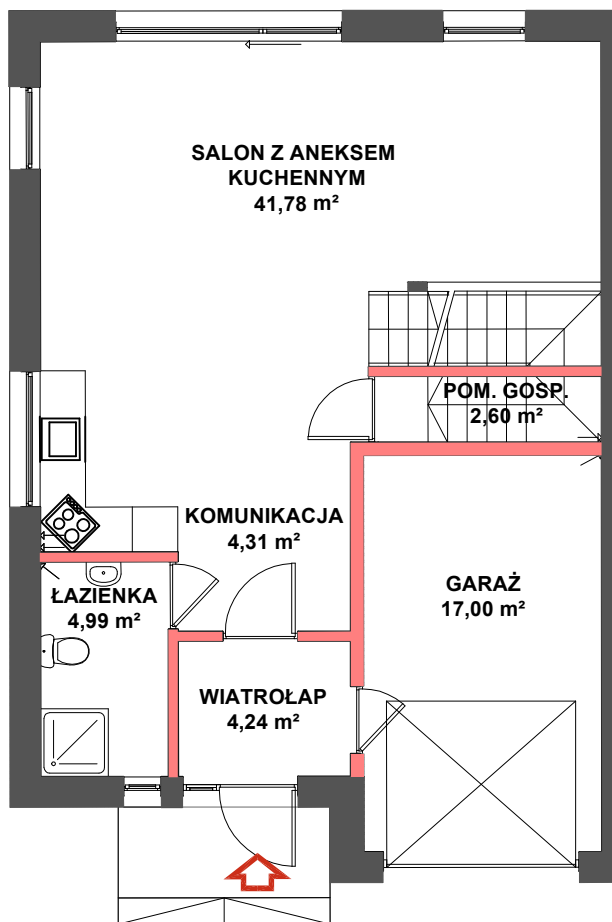 SALON Z ANEKSEM
KUCHENNYM
41,78 m²
POM. GOSP.
2,60 m²
KOMUNIKACJA
4,31 m²
ŁAZIENKA
4,99 m²
GARAŻ
17,00 m²
WIATROŁAP
4,24 m²